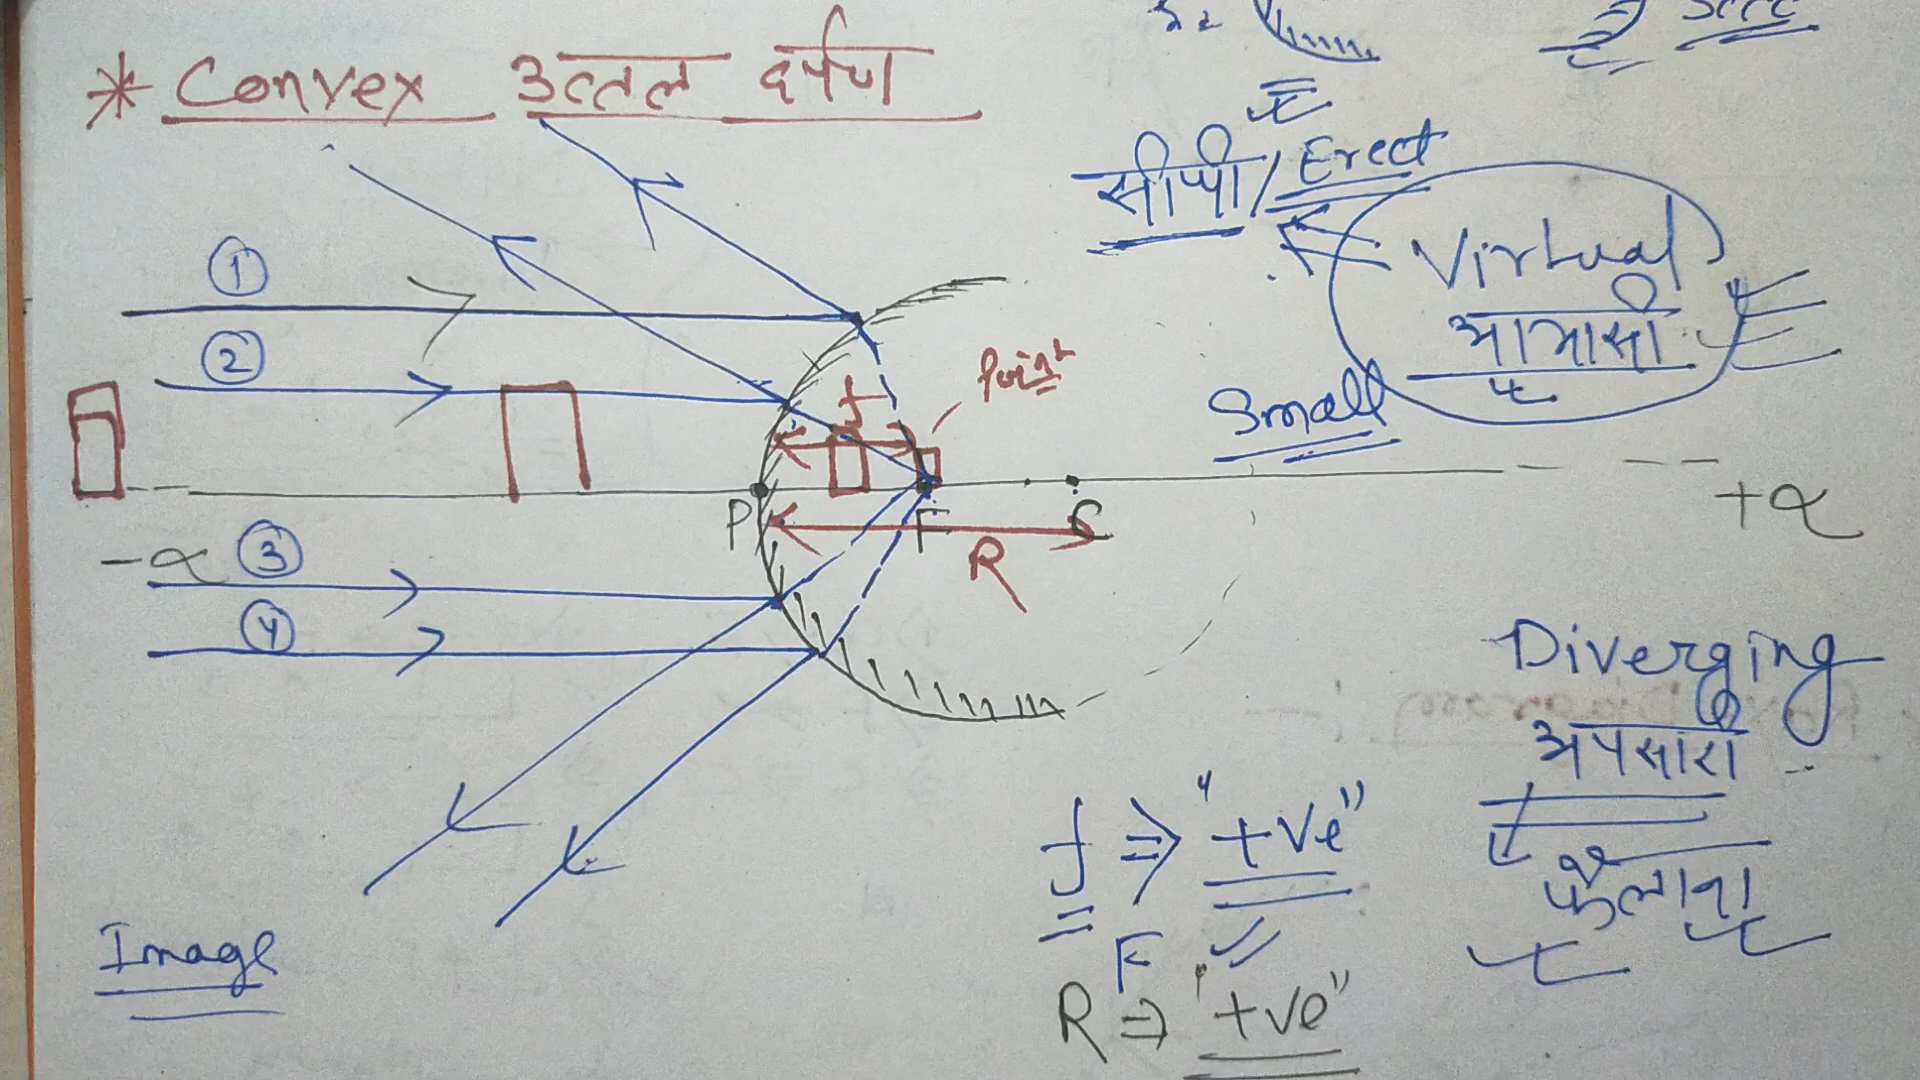 * Convex उत्तल दर्पण
सीपी/Erect
Virtual
आभासी
Small
①
②
f
Point
P
F
C
R
-∝
+∝
③
④
Diverging
अपसारी
फैलाना
f ⇒ "+ve"
F
R ⇒ "+ve"
Image